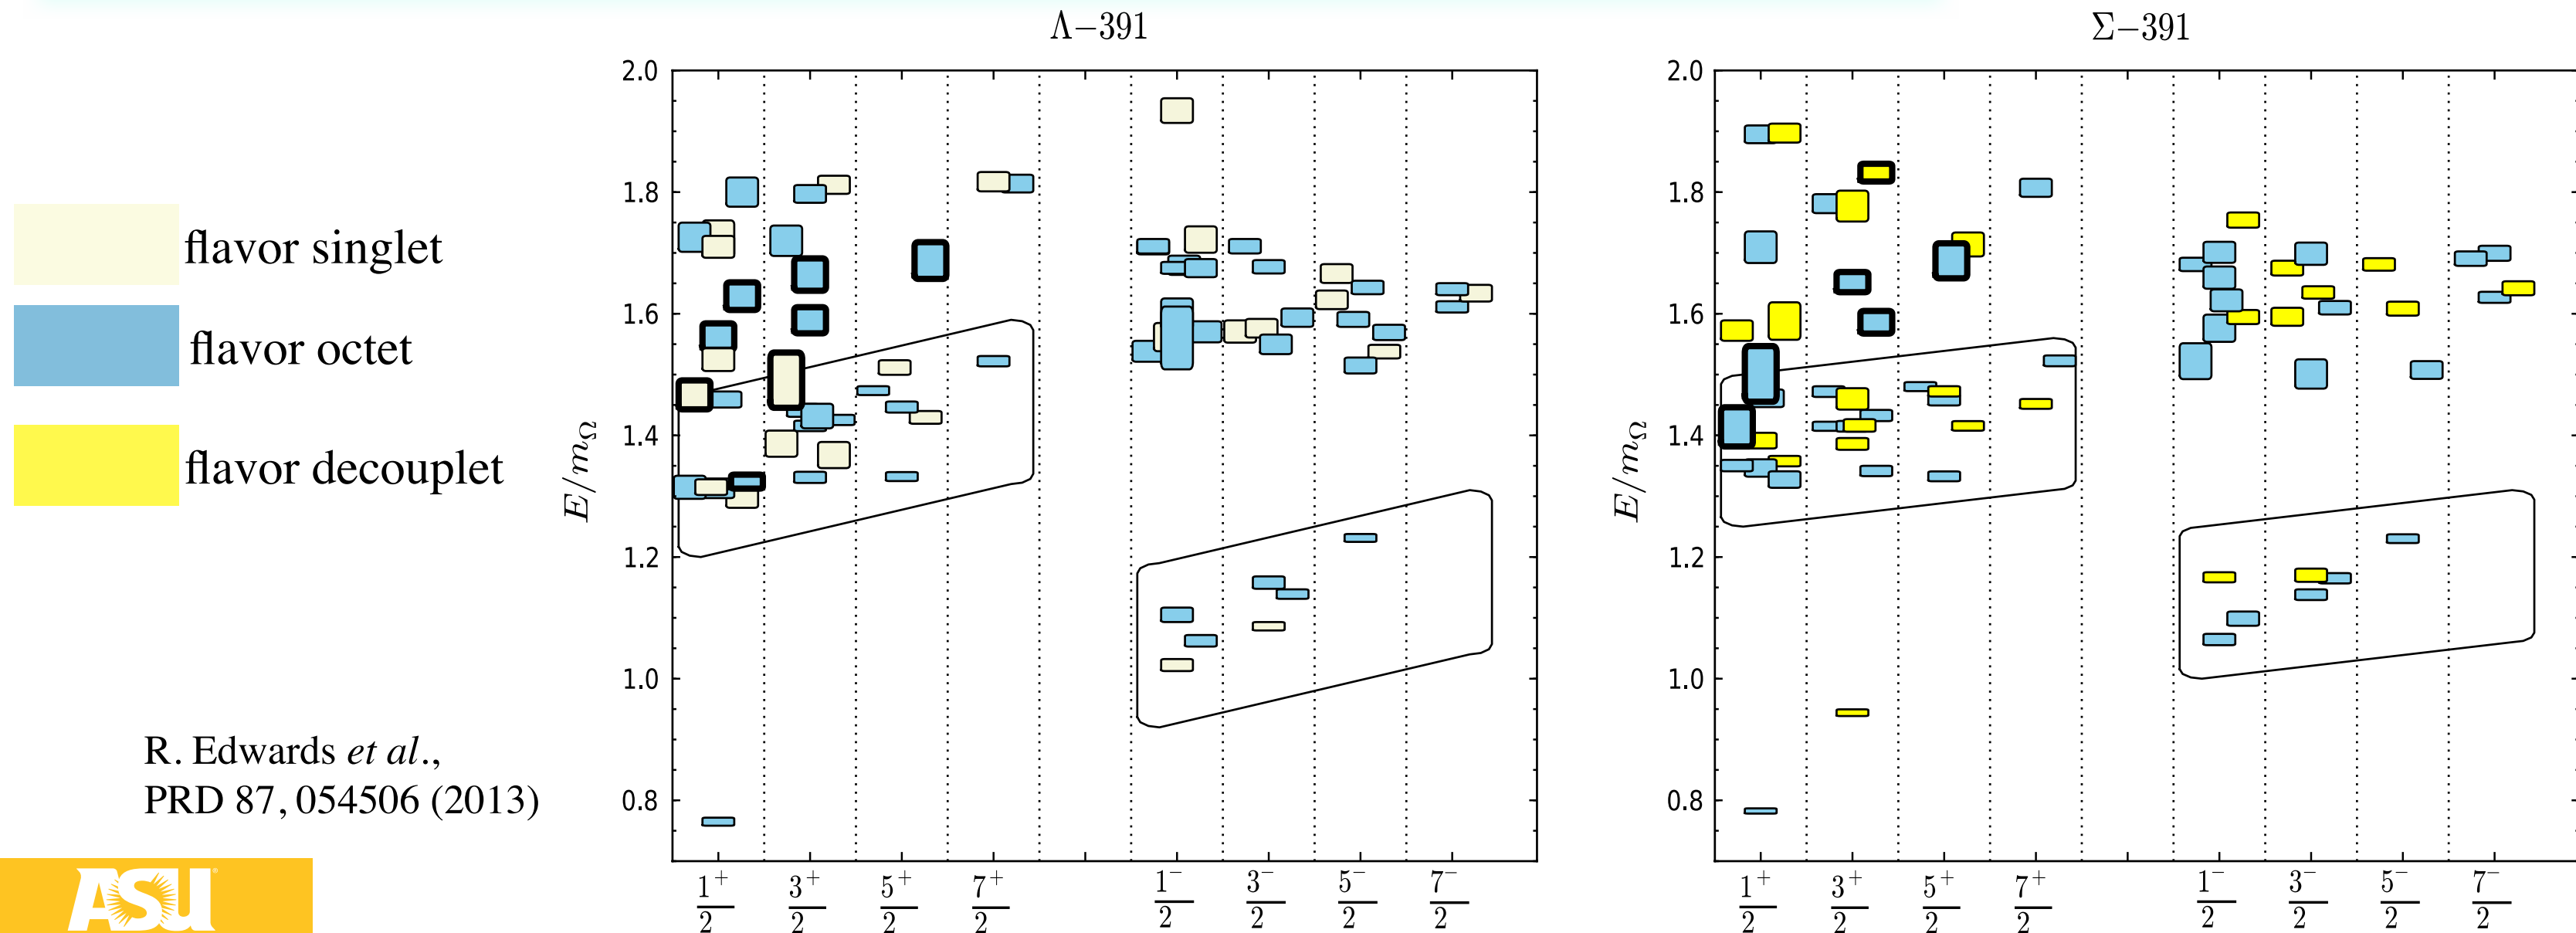 Λ−391
Σ−391
flavor singlet
flavor octet
flavor decouplet
R. Edwards et al.,
PRD 87, 054506 (2013)
ASU
E/m_Ω
2.0
1.8
1.6
1.4
1.2
1.0
0.8
1⁺/2 3⁺/2 5⁺/2 7⁺/2 1⁻/2 3⁻/2 5⁻/2 7⁻/2
E/m_Ω
2.0
1.8
1.6
1.4
1.2
1.0
0.8
1⁺/2 3⁺/2 5⁺/2 7⁺/2 1⁻/2 3⁻/2 5⁻/2 7⁻/2